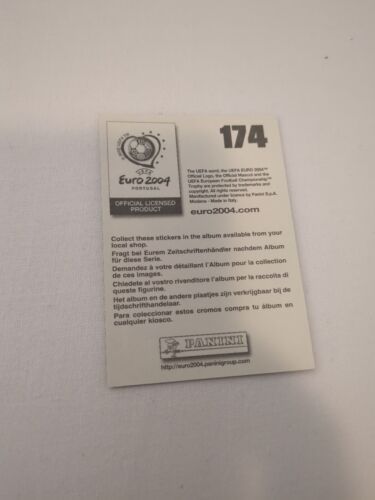 174
UEFA
EURO 2004
PORTUGAL
OFFICIAL LICENSED
PRODUCT
The UEFA word, the UEFA EURO 2004™
Official Logo, the Official Mascot and the
UEFA European Football Championship™
Trophy are protected by trademarks and
copyright. All rights reserved.
Manufactured under licence by Panini S.p.A.
Modena - Made in Italy.
euro2004.com
Collect these stickers in the album available from your
local shop.
Fragt bei Eurem Zeitschriftenhändler nachdem Album
für diese Serie.
Demandez à votre détaillant l'Album pour la collection
de ces images.
Chiedete al vostro rivenditore l'album per la raccolta di
queste figurine.
Het album en de andere plaatjes zijn verkrijgbaar bij de
tijdschrifthandelaar.
Para coleccionar estos cromos compra tu álbum en
cualquier kiosco.
PANINI
http://euro2004.paninigroup.com